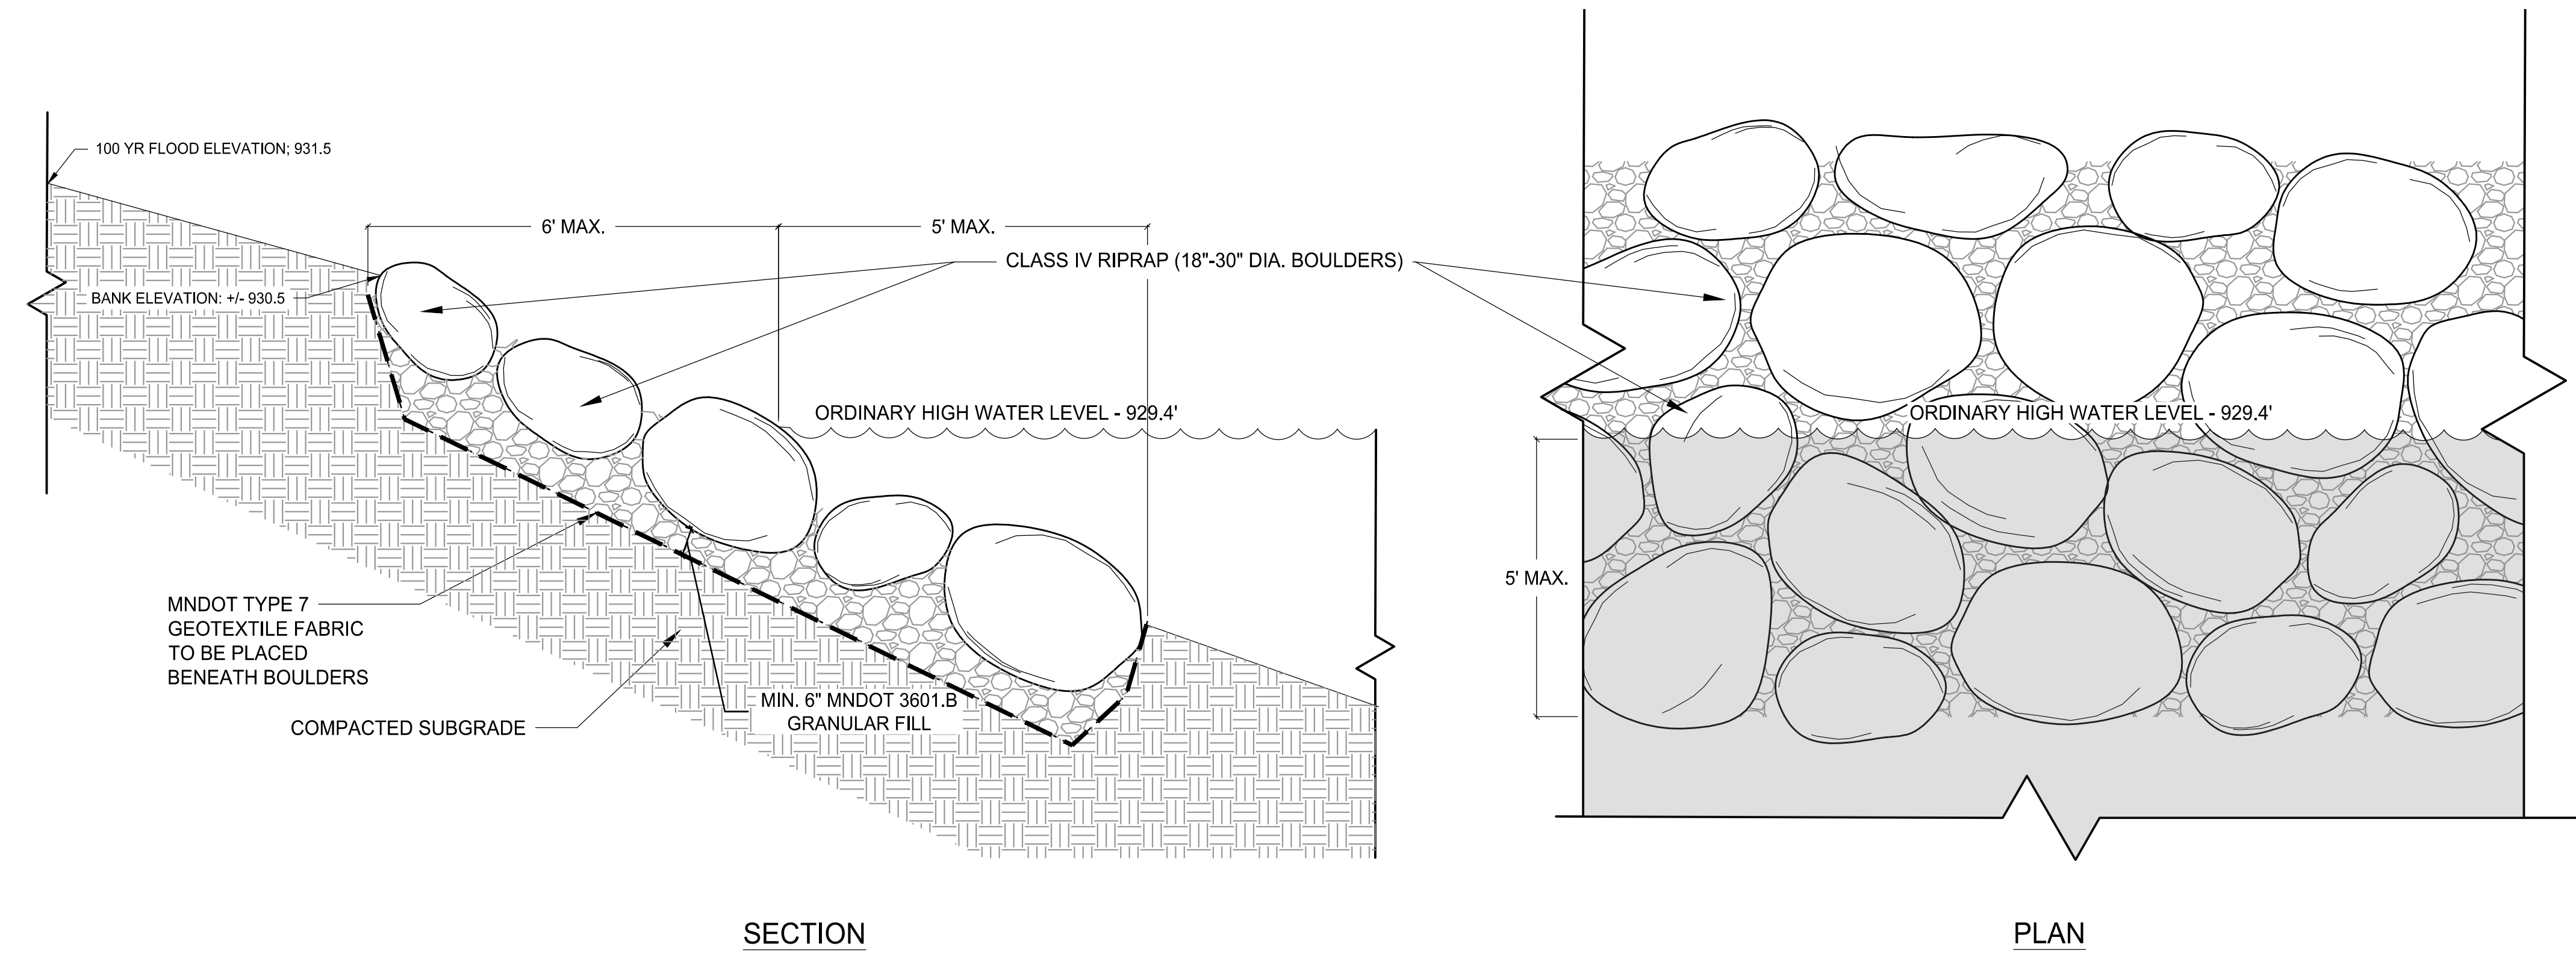 100 YR FLOOD ELEVATION; 931.5
6' MAX.
5' MAX.
CLASS IV RIPRAP (18"-30" DIA. BOULDERS)
BANK ELEVATION: +/- 930.5
ORDINARY HIGH WATER LEVEL - 929.4'
ORDINARY HIGH WATER LEVEL - 929.4'
5' MAX.
MNDOT TYPE 7
GEOTEXTILE FABRIC
TO BE PLACED
BENEATH BOULDERS
MIN. 6" MNDOT 3601.B
GRANULAR FILL
COMPACTED SUBGRADE
SECTION
PLAN